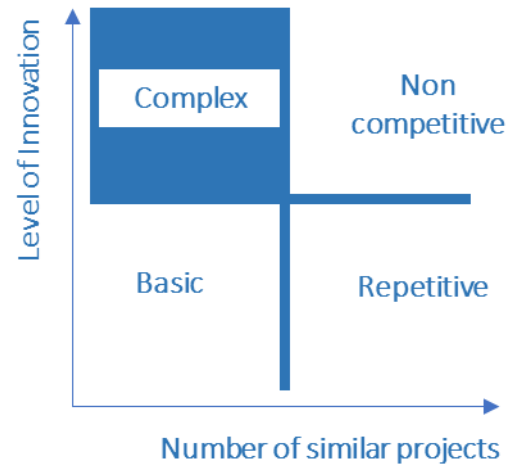 Level of Innovation
Complex
Non
competitive
Basic
Repetitive
Number of similar projects